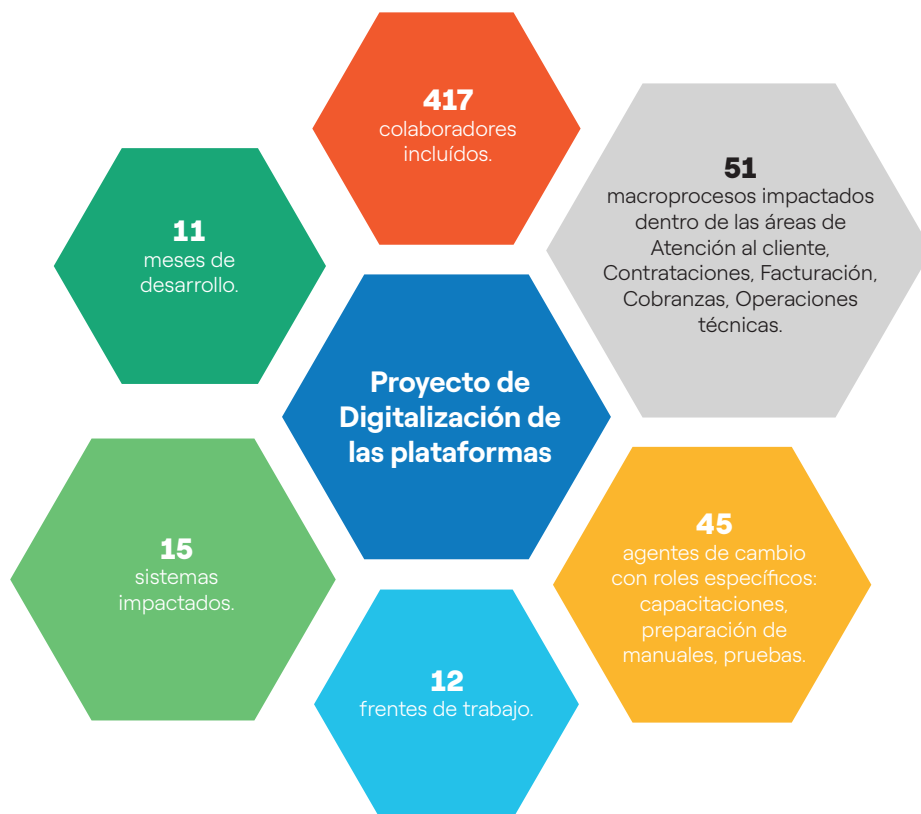 417
colaboradores
incluídos.
51
macroprocesos impactados
dentro de las áreas de
Atención al cliente,
Contrataciones, Facturación,
Cobranzas, Operaciones
técnicas.
11
meses de
desarrollo.
Proyecto de
Digitalización de
las plataformas
45
agentes de cambio
con roles específicos:
capacitaciones,
preparación de
manuales, pruebas.
15
sistemas
impactados.
12
frentes de trabajo.